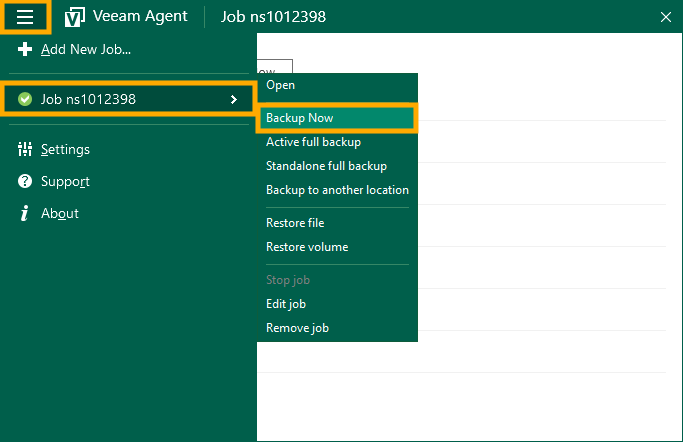 Veeam Agent
Job ns1012398
Add New Job...
Job ns1012398
Settings
Support
About
Open
Backup Now
Active full backup
Standalone full backup
Backup to another location
Restore file
Restore volume
Stop job
Edit job
Remove job